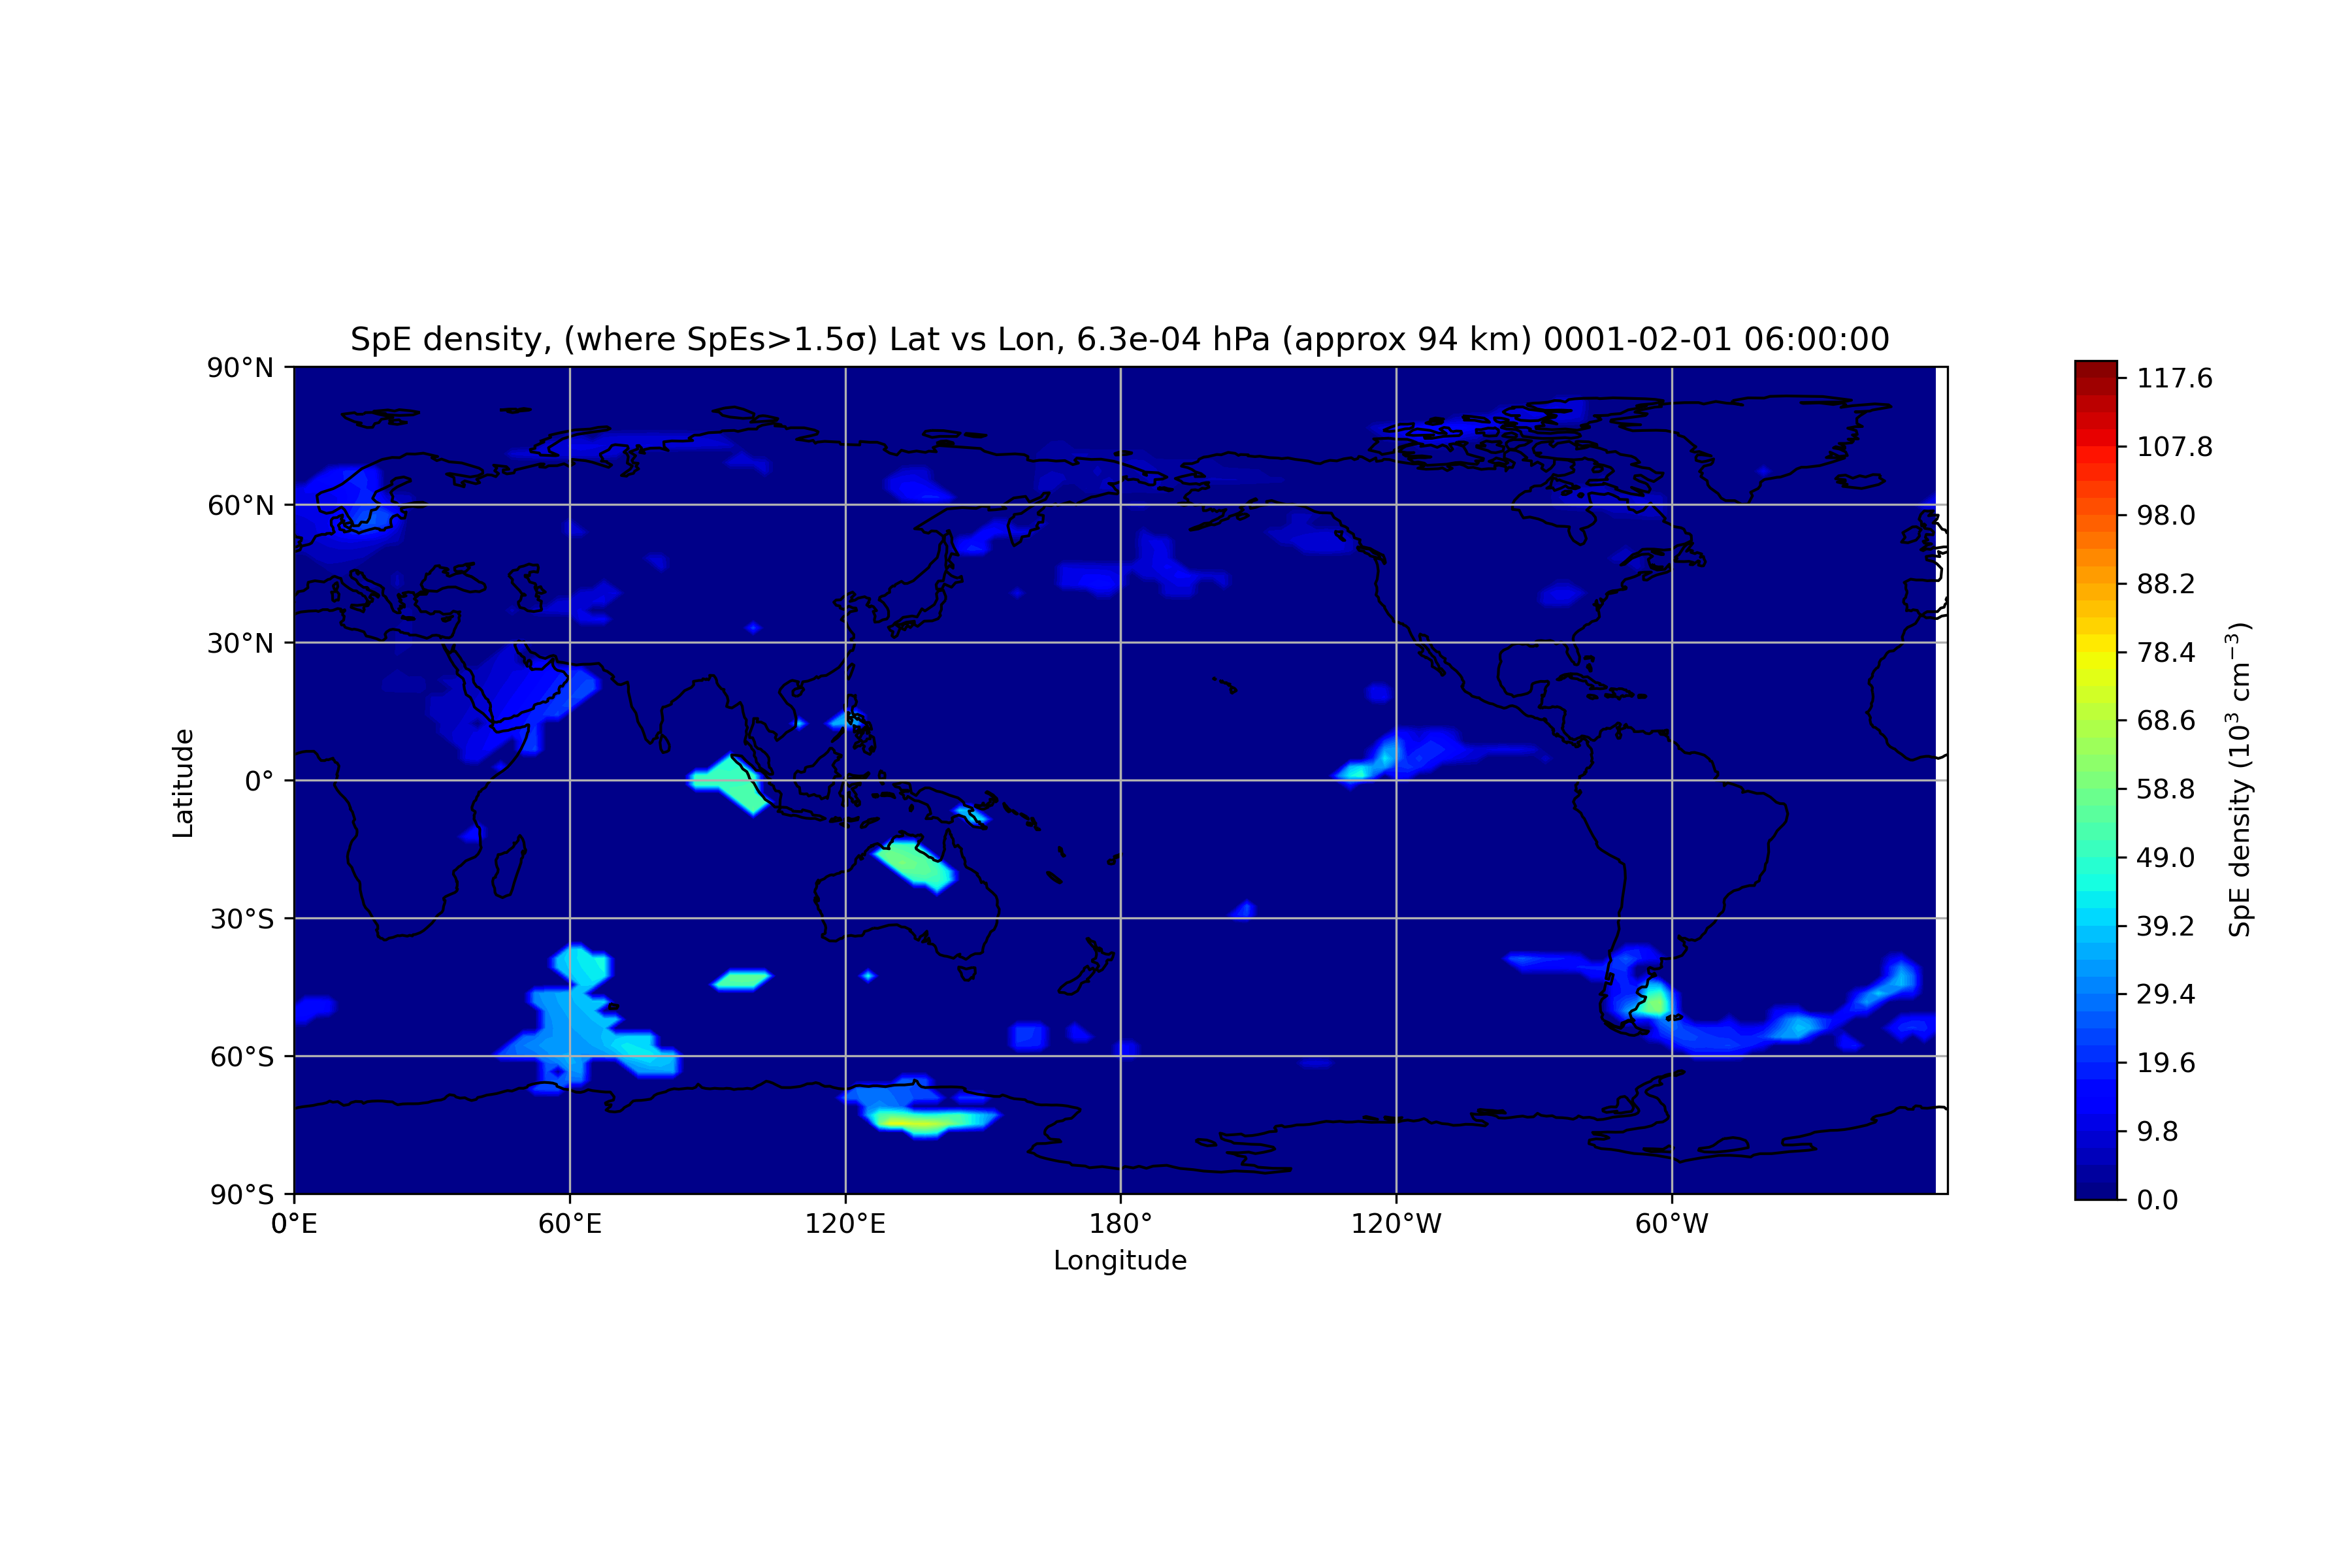 SpE density, (where SpEs>1.5σ) Lat vs Lon, 6.3e-04 hPa (approx 94 km) 0001-02-01 06:00:00
90°N
60°N
30°N
0°
30°S
60°S
90°S
Latitude
0°E
60°E
120°E
180°
120°W
60°W
Longitude
117.6
107.8
98.0
88.2
78.4
68.6
58.8
49.0
39.2
29.4
19.6
9.8
0.0
SpE density (10³ cm⁻³)